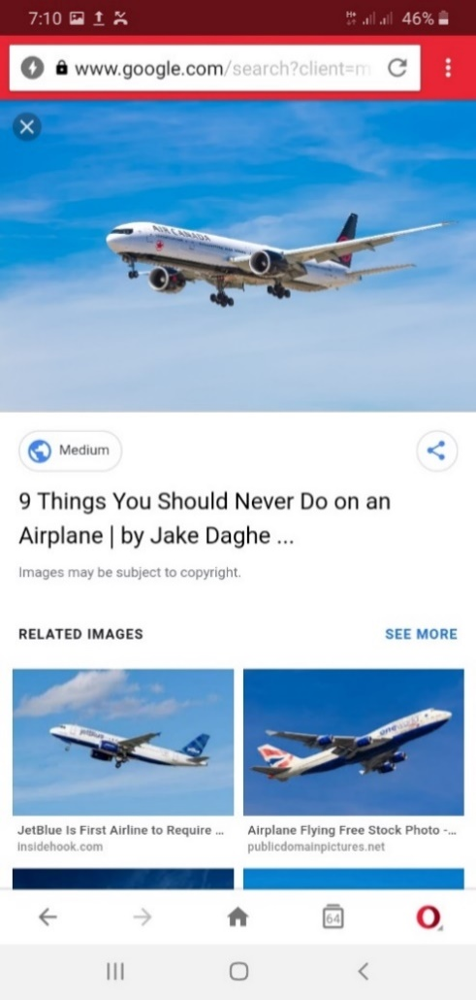 7:10 46%
www.google.com/search?client=m
AIR CANADA
Medium
9 Things You Should Never Do on an
Airplane | by Jake Daghe ...
Images may be subject to copyright.
RELATED IMAGES SEE MORE
jetBlue
oneworld
JetBlue Is First Airline to Require ...
insidehook.com
Airplane Flying Free Stock Photo -...
publicdomainpictures.net
64